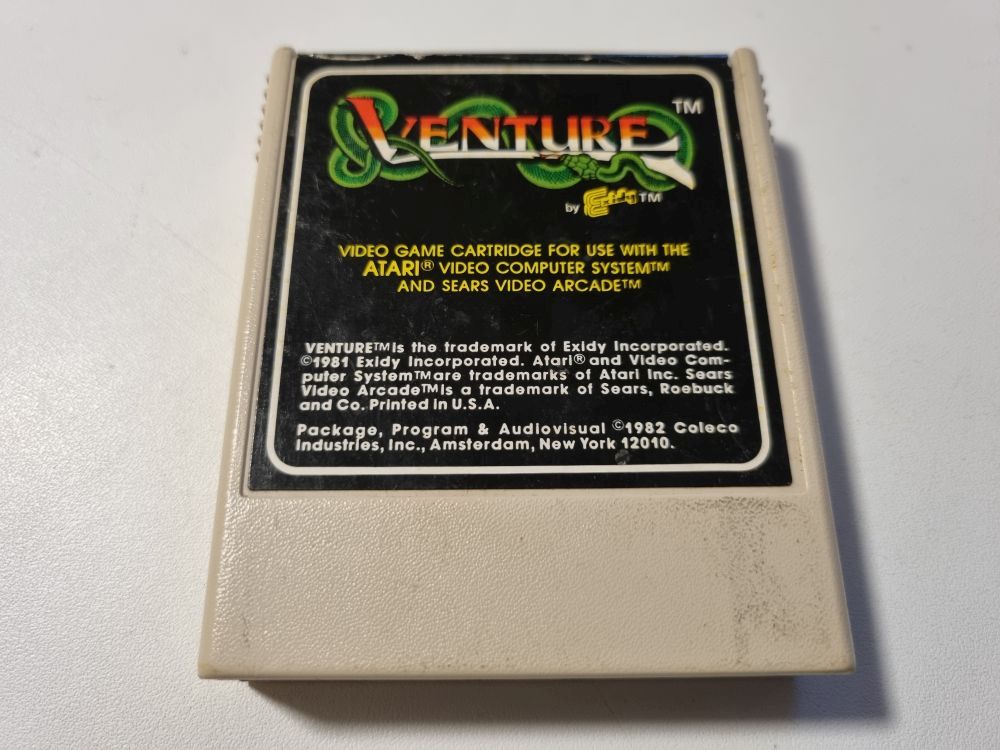 VENTURE™
by Exidy™
VIDEO GAME CARTRIDGE FOR USE WITH THE
ATARI® VIDEO COMPUTER SYSTEM™
AND SEARS VIDEO ARCADE™
VENTURE™ is the trademark of Exidy Incorporated.
©1981 Exidy Incorporated. Atari® and Video Com-
puter System™ are trademarks of Atari Inc. Sears
Video Arcade™ is a trademark of Sears, Roebuck
and Co. Printed in U.S.A.
Package, Program & Audiovisual ©1982 Coleco
Industries, Inc., Amsterdam, New York 12010.